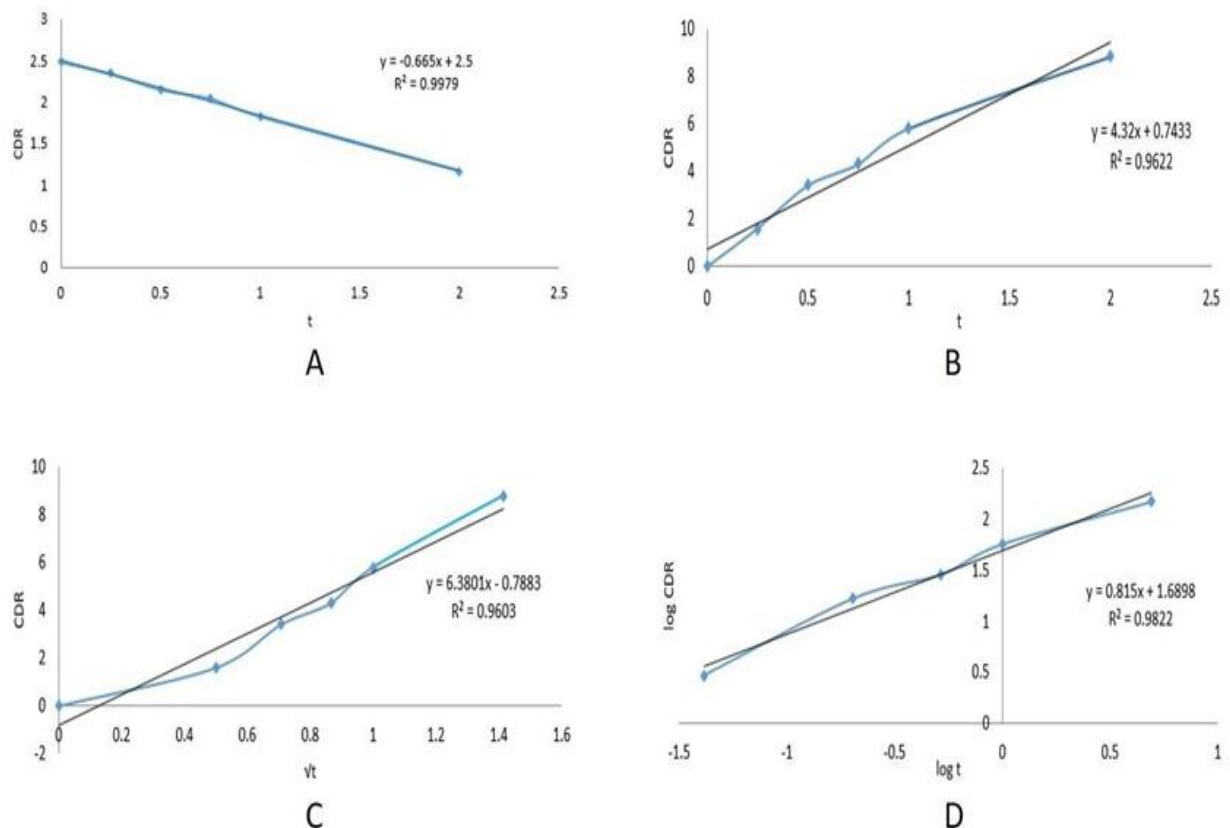 3
2.5
2
1.5
1
0.5
0
CDR
y = -0.665x + 2.5
R² = 0.9979
0 0.5 1 1.5 2 2.5
t
A
10
8
6
4
2
0
CDR
y = 4.32x + 0.7433
R² = 0.9622
0 0.5 1 1.5 2 2.5
t
B
10
8
6
4
2
0
-2
CDR
y = 6.3801x - 0.7883
R² = 0.9603
0 0.2 0.4 0.6 0.8 1 1.2 1.4 1.6
√t
C
2.5
2
1.5
1
0.5
0
log CDR
y = 0.815x + 1.6898
R² = 0.9822
-1.5 -1 -0.5 0 0.5 1
log t
D